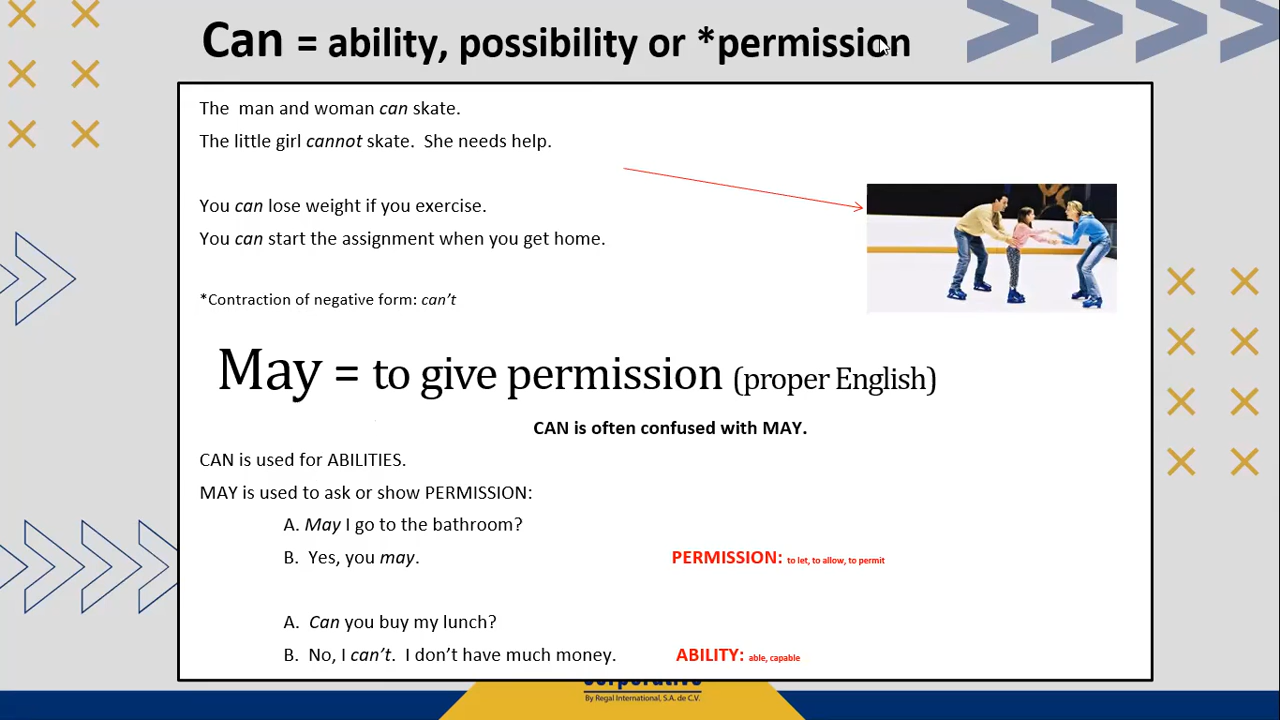 Can = ability, possibility or *permission
The man and woman can skate.
The little girl cannot skate. She needs help.
You can lose weight if you exercise.
You can start the assignment when you get home.
*Contraction of negative form: can't
May = to give permission (proper English)
CAN is often confused with MAY.
CAN is used for ABILITIES.
MAY is used to ask or show PERMISSION:
A. May I go to the bathroom?
B. Yes, you may.
PERMISSION: to let, to allow, to permit
A. Can you buy my lunch?
B. No, I can't. I don't have much money.
ABILITY: able, capable
By Regal International, S.A. de C.V.